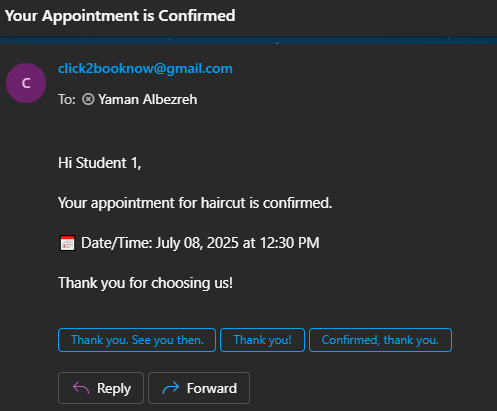 Your Appointment is Confirmed
C
click2booknow@gmail.com
To: Yaman Albezreh
Hi Student 1,
Your appointment for haircut is confirmed.
📅 Date/Time: July 08, 2025 at 12:30 PM
Thank you for choosing us!
Thank you. See you then. Thank you! Confirmed, thank you.
Reply Forward